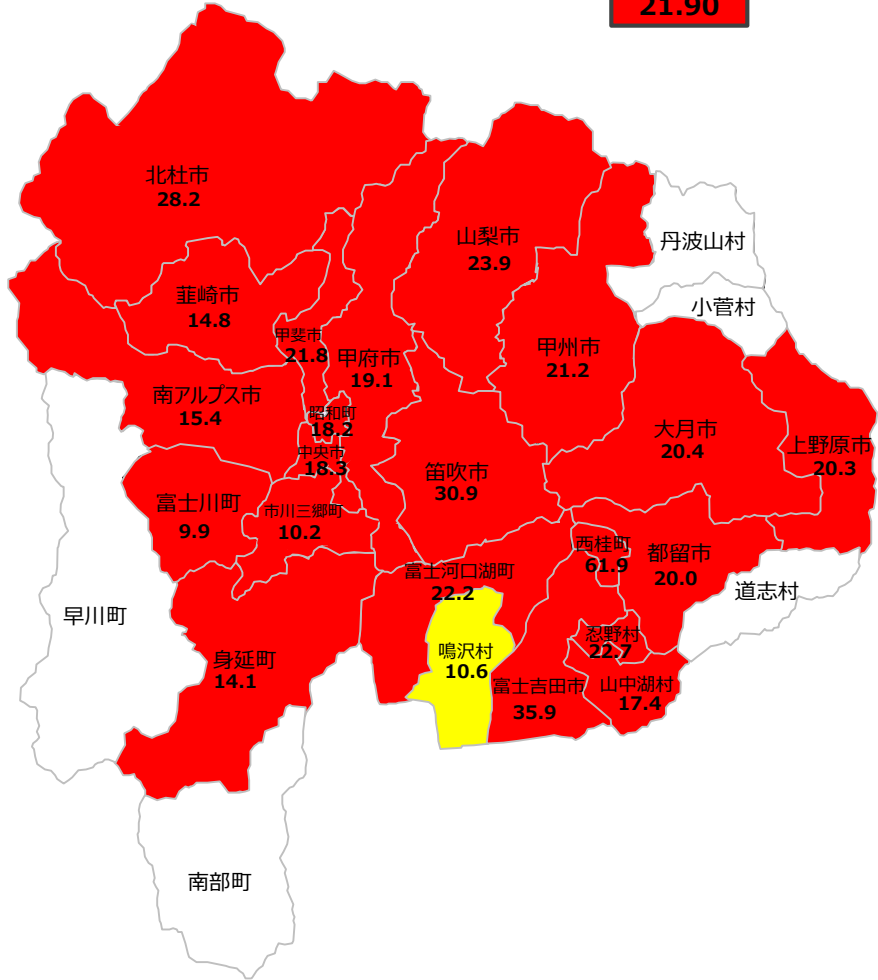 21.90
北杜市
28.2
山梨市
23.9
丹波山村
小菅村
韮崎市
14.8
甲斐市
21.8
甲府市
19.1
甲州市
21.2
南アルプス市
15.4
昭和町
18.2
中央市
18.3
大月市
20.4
上野原市
20.3
笛吹市
30.9
富士川町
9.9
市川三郷町
10.2
西桂町
61.9
都留市
20.0
富士河口湖町
22.2
道志村
早川町
忍野村
22.7
鳴沢村
10.6
身延町
14.1
富士吉田市
35.9
山中湖村
17.4
南部町